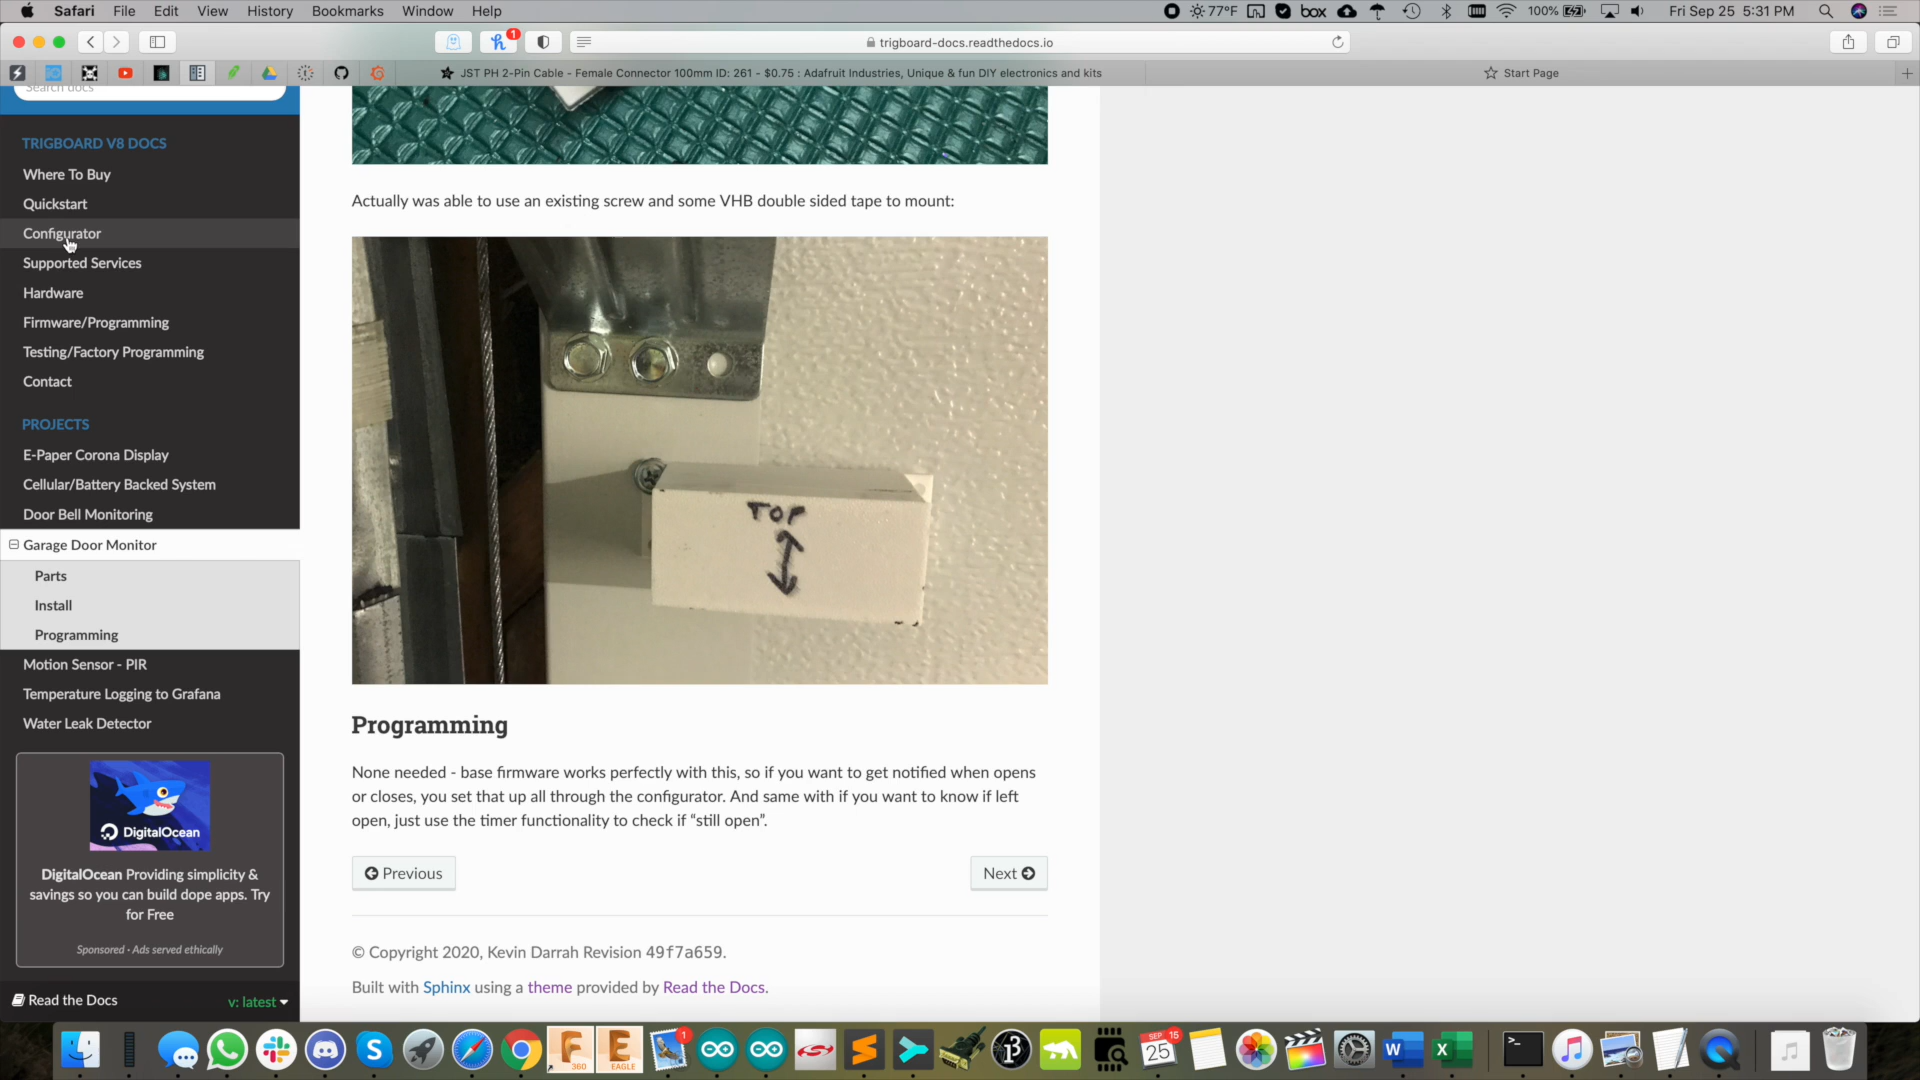 Safari File Edit View History Bookmarks Window Help
77°F box 100% Fri Sep 25 5:31 PM
1
trigboard-docs.readthedocs.io
JST PH 2-Pin Cable - Female Connector 100mm ID: 261 - $0.75 : Adafruit Industries, Unique & fun DIY electronics and kits
Start Page
Search docs
TRIGBOARD V8 DOCS
Where To Buy
Quickstart
Configurator
Supported Services
Hardware
Firmware/Programming
Testing/Factory Programming
Contact
PROJECTS
E-Paper Corona Display
Cellular/Battery Backed System
Door Bell Monitoring
Garage Door Monitor
Parts
Install
Programming
Motion Sensor - PIR
Temperature Logging to Grafana
Water Leak Detector
DigitalOcean
DigitalOcean Providing simplicity &
savings so you can build dope apps. Try
for Free
Sponsored · Ads served ethically
Read the Docs
v: latest
Actually was able to use an existing screw and some VHB double sided tape to mount:
TOP
Programming
None needed - base firmware works perfectly with this, so if you want to get notified when opens
or closes, you set that up all through the configurator. And same with if you want to know if left
open, just use the timer functionality to check if “still open”.
Previous
Next
© Copyright 2020, Kevin Darrah Revision 49f7a659.
Built with Sphinx using a theme provided by Read the Docs.
F 360
E EAGLE
1
SEP 25
W
X